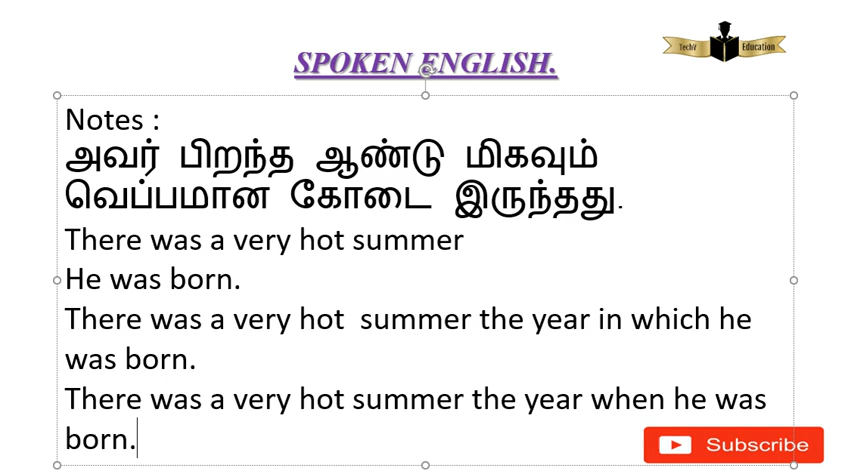 TechY Education
SPOKEN ENGLISH.
Notes :
அவர் பிறந்த ஆண்டு மிகவும்
வெப்பமான கோடை இருந்தது.
There was a very hot summer
He was born.
There was a very hot  summer the year in which he
was born.
There was a very hot summer the year when he was
born.
Subscribe